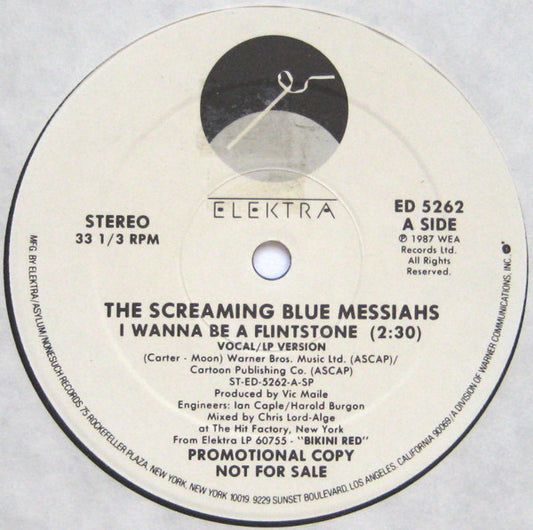 ELEKTRA
STEREO
33 1/3 RPM
ED 5262
A SIDE
℗ 1987 WEA
Records Ltd.
All Rights
Reserved.
THE SCREAMING BLUE MESSIAHS
I WANNA BE A FLINTSTONE (2:30)
VOCAL/LP VERSION
(Carter - Moon) Warner Bros. Music Ltd. (ASCAP)/
Cartoon Publishing Co. (ASCAP)
ST-ED-5262-A-SP
Produced by Vic Maile
Engineers: Ian Caple/Harold Burgon
Mixed by Chris Lord-Alge
at The Hit Factory, New York
From Elektra LP 60755 - "BIKINI RED"
PROMOTIONAL COPY
NOT FOR SALE
MFG. BY ELEKTRA/ASYLUM/NONESUCH RECORDS 75 ROCKEFELLER PLAZA, NEW YORK, NEW YORK 10019. 9229 SUNSET BOULEVARD, LOS ANGELES, CALIFORNIA 90069/A DIVISION OF WARNER COMMUNICATIONS, INC.